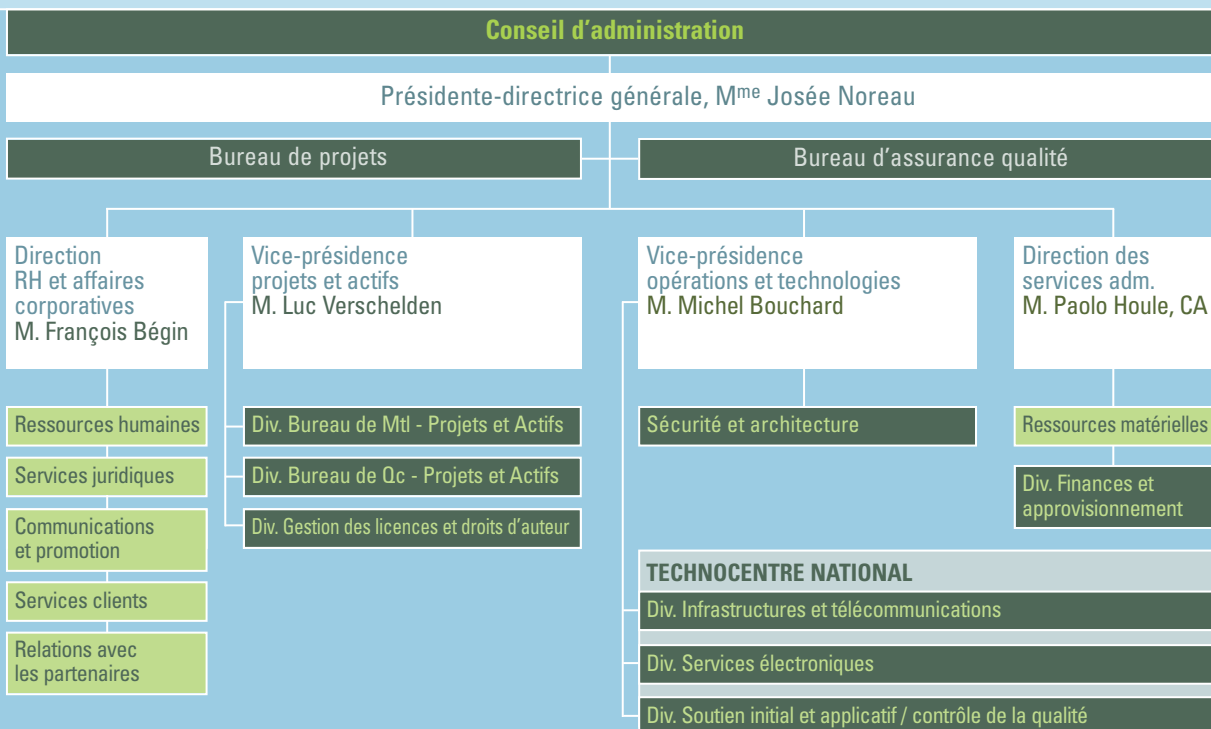 Conseil d’administration
Présidente-directrice générale, Mme Josée Noreau
Bureau de projets
Bureau d’assurance qualité
Direction
RH et affaires
corporatives
M. François Bégin
Vice-présidence
projets et actifs
M. Luc Verschelden
Vice-présidence
opérations et technologies
M. Michel Bouchard
Direction des
services adm.
M. Paolo Houle, CA
Ressources humaines
Services juridiques
Communications
et promotion
Services clients
Relations avec
les partenaires
Div. Bureau de Mtl - Projets et Actifs
Div. Bureau de Qc - Projets et Actifs
Div. Gestion des licences et droits d’auteur
Sécurité et architecture
Ressources matérielles
Div. Finances et
approvisionnement
TECHNOCENTRE NATIONAL
Div. Infrastructures et télécommunications
Div. Services électroniques
Div. Soutien initial et applicatif / contrôle de la qualité